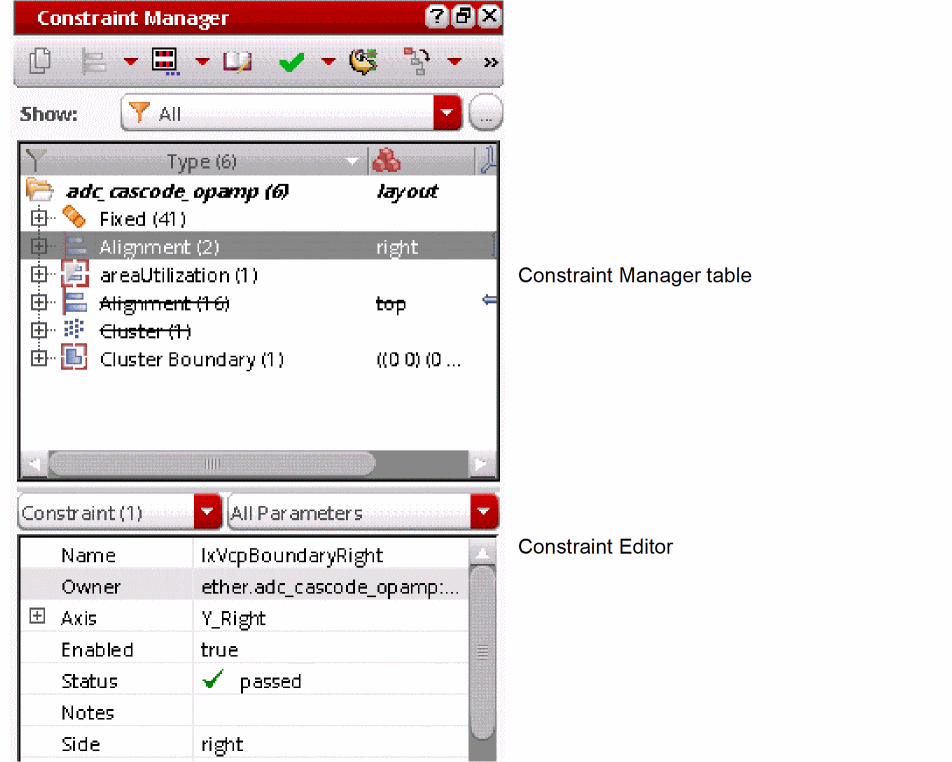 Constraint Manager
Show: All ...
Type (6)
adc_cascode_opamp (6) layout
Fixed (41)
Alignment (2) right
areaUtilization (1)
Constraint Manager table
Alignment (16) top
Cluster (1)
Cluster Boundary (1) ((0 0) (0 ...
Constraint (1) All Parameters
Name IxVcpBoundaryRight
Constraint Editor
Owner ether.adc_cascode_opamp:...
Axis Y_Right
Enabled true
Status passed
Notes
Side right